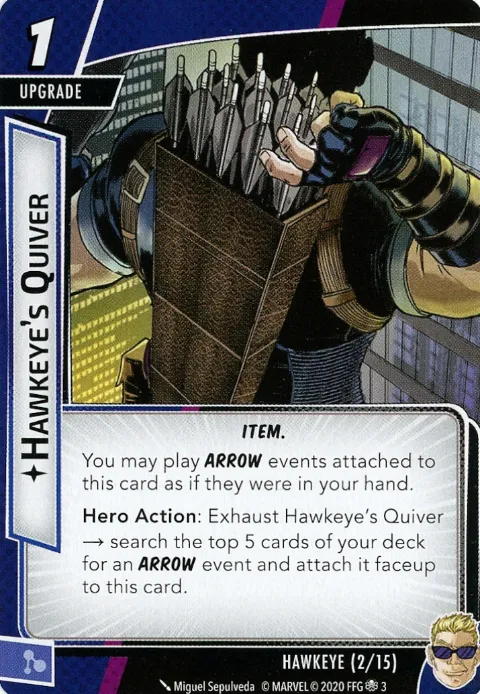 1
UPGRADE
HAWKEYE'S QUIVER
ITEM.
You may play ARROW events attached to
this card as if they were in your hand.
Hero Action: Exhaust Hawkeye's Quiver
→ search the top 5 cards of your deck
for an ARROW event and attach it faceup
to this card.
HAWKEYE (2/15)
Miguel Sepulveda © MARVEL © 2020 FFG 3